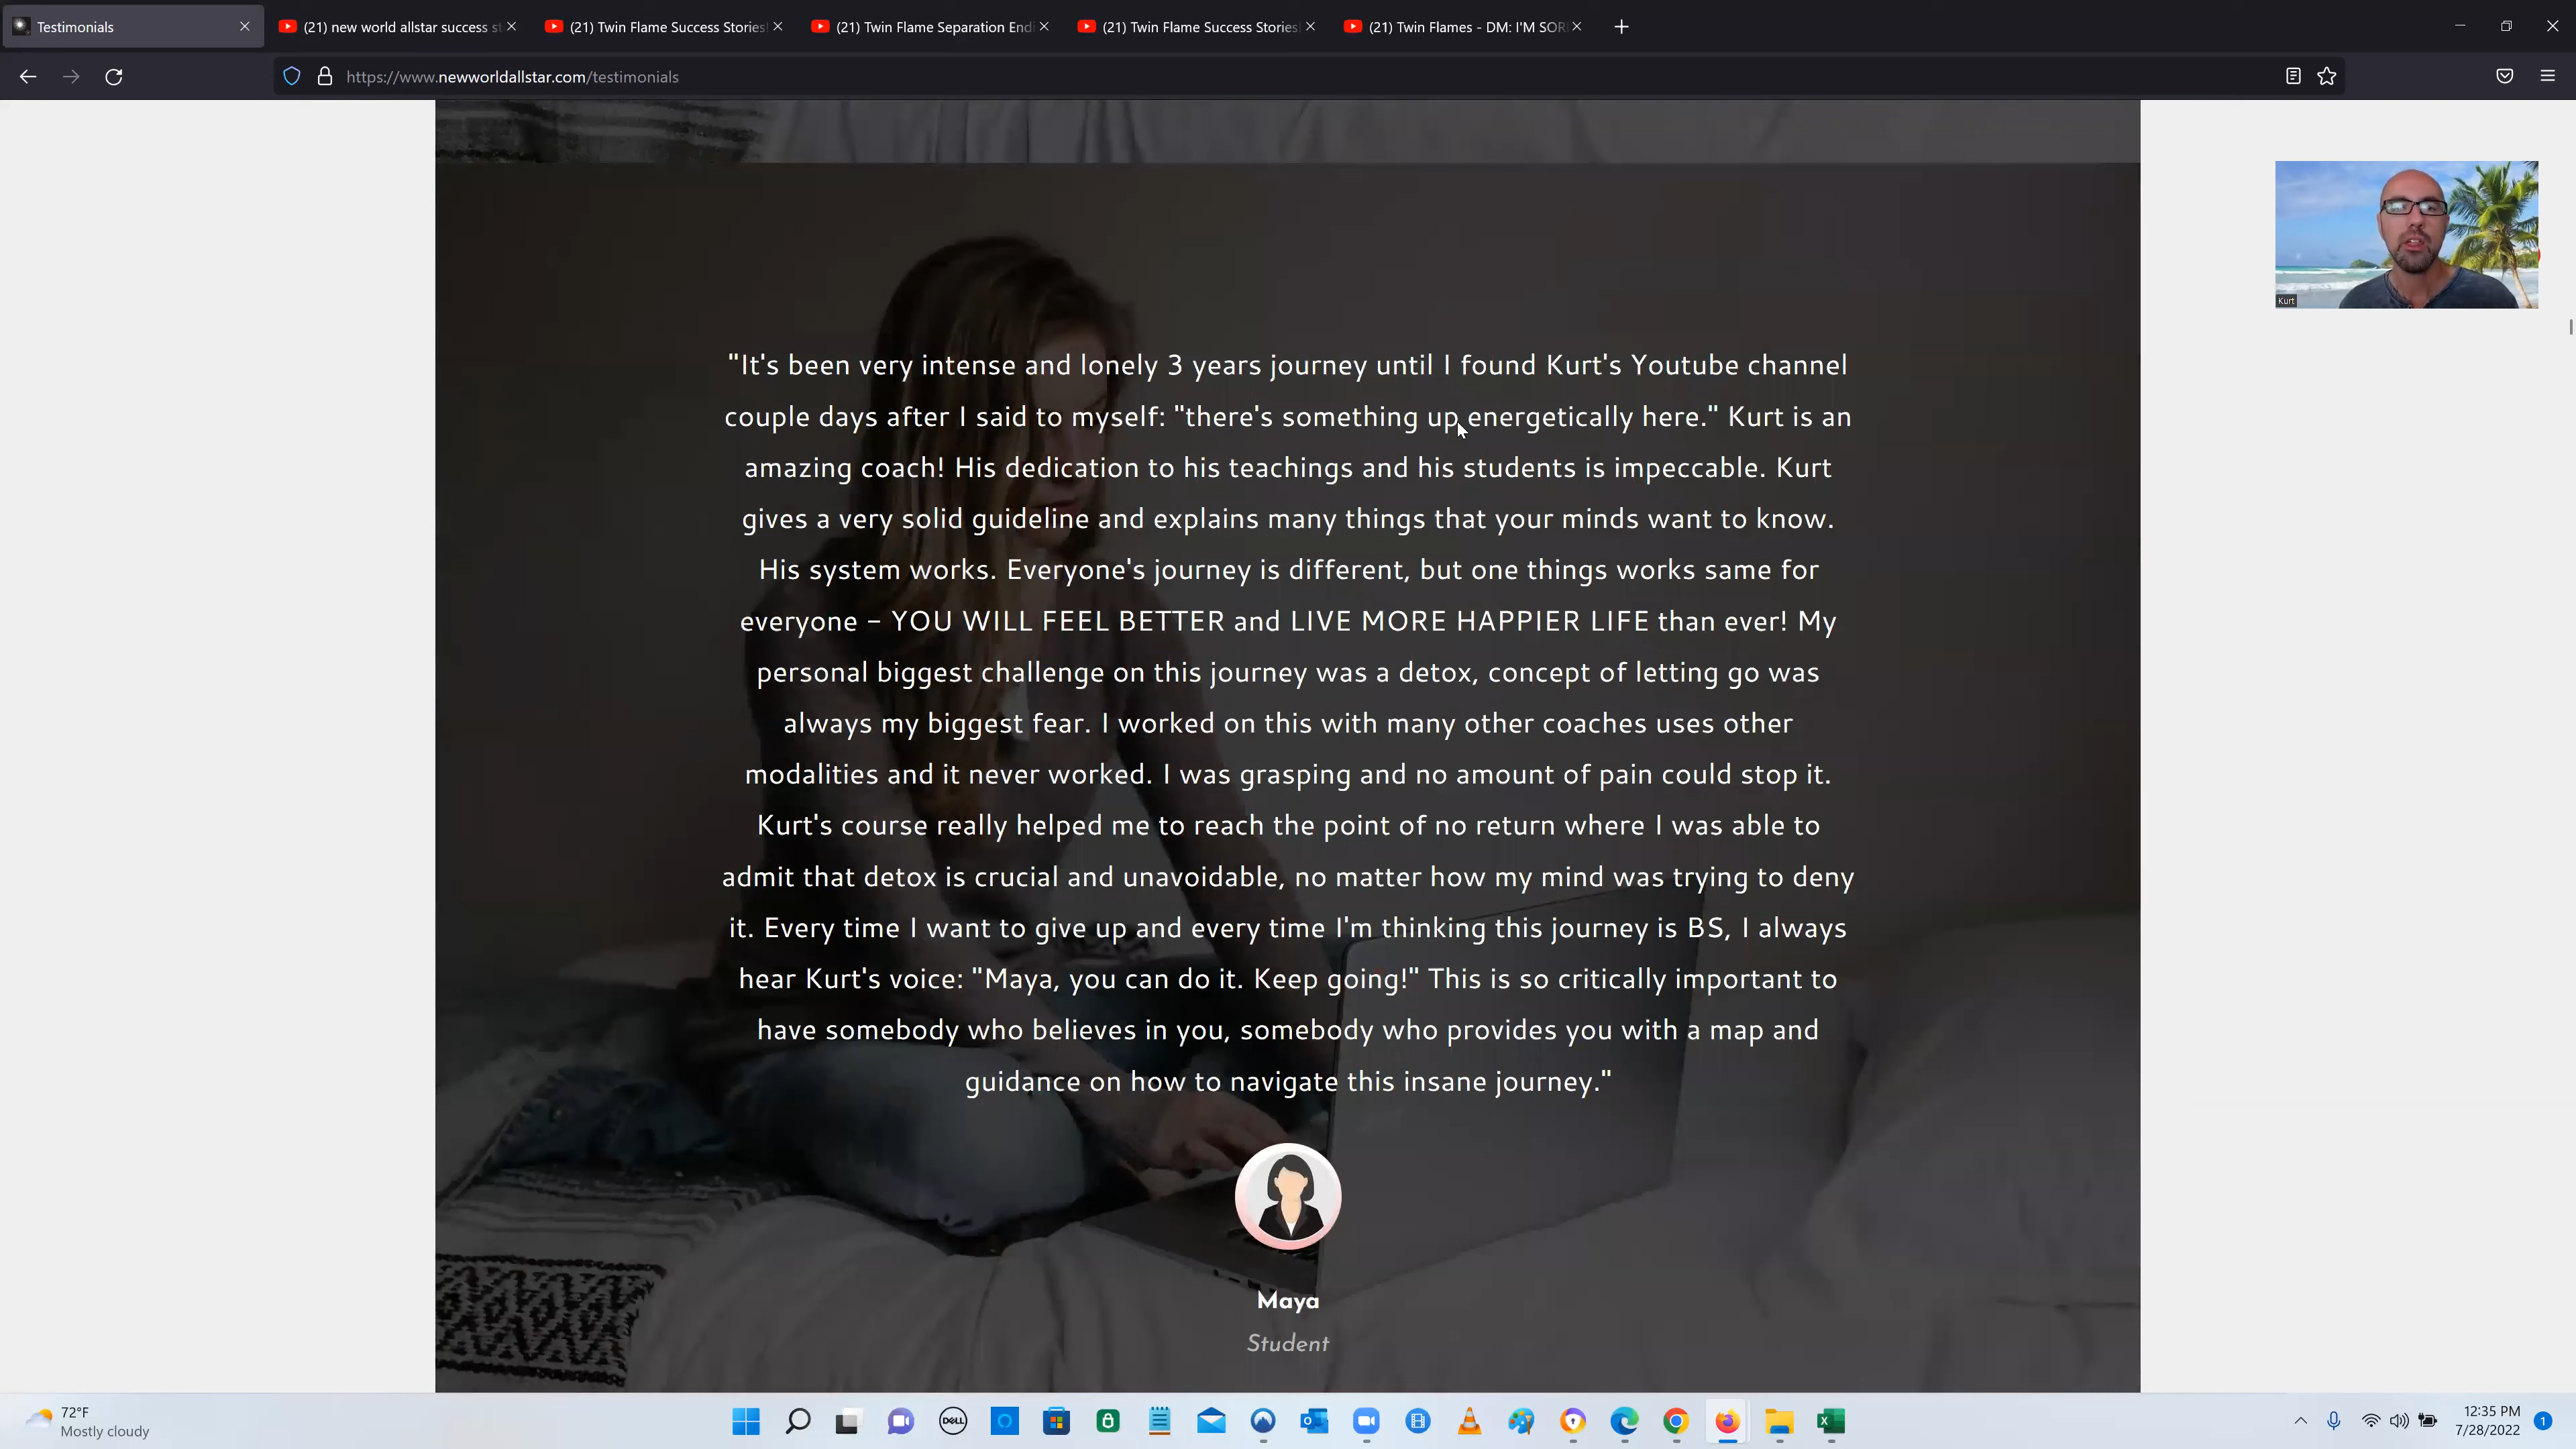 Testimonials
(21) new world allstar success st
(21) Twin Flame Success Stories!
(21) Twin Flame Separation Endi
(21) Twin Flame Success Stories!
(21) Twin Flames - DM: I'M SOR
https://www.newworldallstar.com/testimonials
Kurt
"It's been very intense and lonely 3 years journey until I found Kurt's Youtube channel
couple days after I said to myself: "there's something up energetically here." Kurt is an
amazing coach! His dedication to his teachings and his students is impeccable. Kurt
gives a very solid guideline and explains many things that your minds want to know.
His system works. Everyone's journey is different, but one things works same for
everyone - YOU WILL FEEL BETTER and LIVE MORE HAPPIER LIFE than ever! My
personal biggest challenge on this journey was a detox, concept of letting go was
always my biggest fear. I worked on this with many other coaches uses other
modalities and it never worked. I was grasping and no amount of pain could stop it.
Kurt's course really helped me to reach the point of no return where I was able to
admit that detox is crucial and unavoidable, no matter how my mind was trying to deny
it. Every time I want to give up and every time I'm thinking this journey is BS, I always
hear Kurt's voice: "Maya, you can do it. Keep going!" This is so critically important to
have somebody who believes in you, somebody who provides you with a map and
guidance on how to navigate this insane journey."
Maya
Student
72°F
Mostly cloudy
DELL
12:35 PM
7/28/2022
1